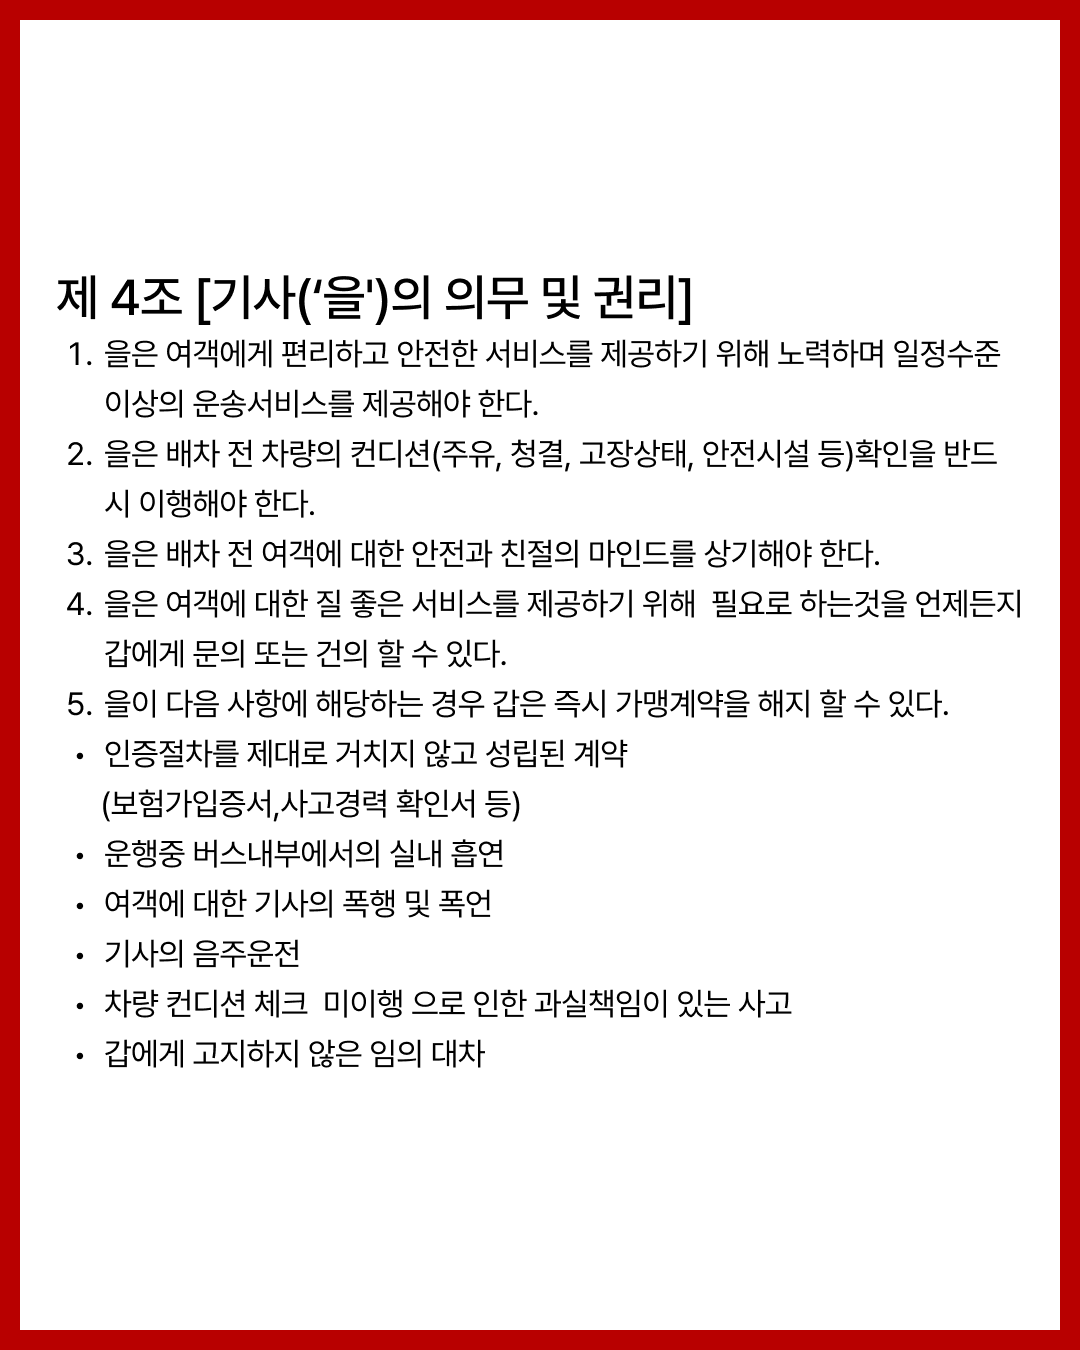 제 4조 [기사(‘을')의 의무 및 권리]
1. 을은 여객에게 편리하고 안전한 서비스를 제공하기 위해 노력하며 일정수준
이상의 운송서비스를 제공해야 한다.
2. 을은 배차 전 차량의 컨디션(주유, 청결, 고장상태, 안전시설 등)확인을 반드
시 이행해야 한다.
3. 을은 배차 전 여객에 대한 안전과 친절의 마인드를 상기해야 한다.
4. 을은 여객에 대한 질 좋은 서비스를 제공하기 위해  필요로 하는것을 언제든지
갑에게 문의 또는 건의 할 수 있다.
5. 을이 다음 사항에 해당하는 경우 갑은 즉시 가맹계약을 해지 할 수 있다.
• 인증절차를 제대로 거치지 않고 성립된 계약
(보험가입증서,사고경력 확인서 등)
• 운행중 버스내부에서의 실내 흡연
• 여객에 대한 기사의 폭행 및 폭언
• 기사의 음주운전
• 차량 컨디션 체크  미이행 으로 인한 과실책임이 있는 사고
• 갑에게 고지하지 않은 임의 대차